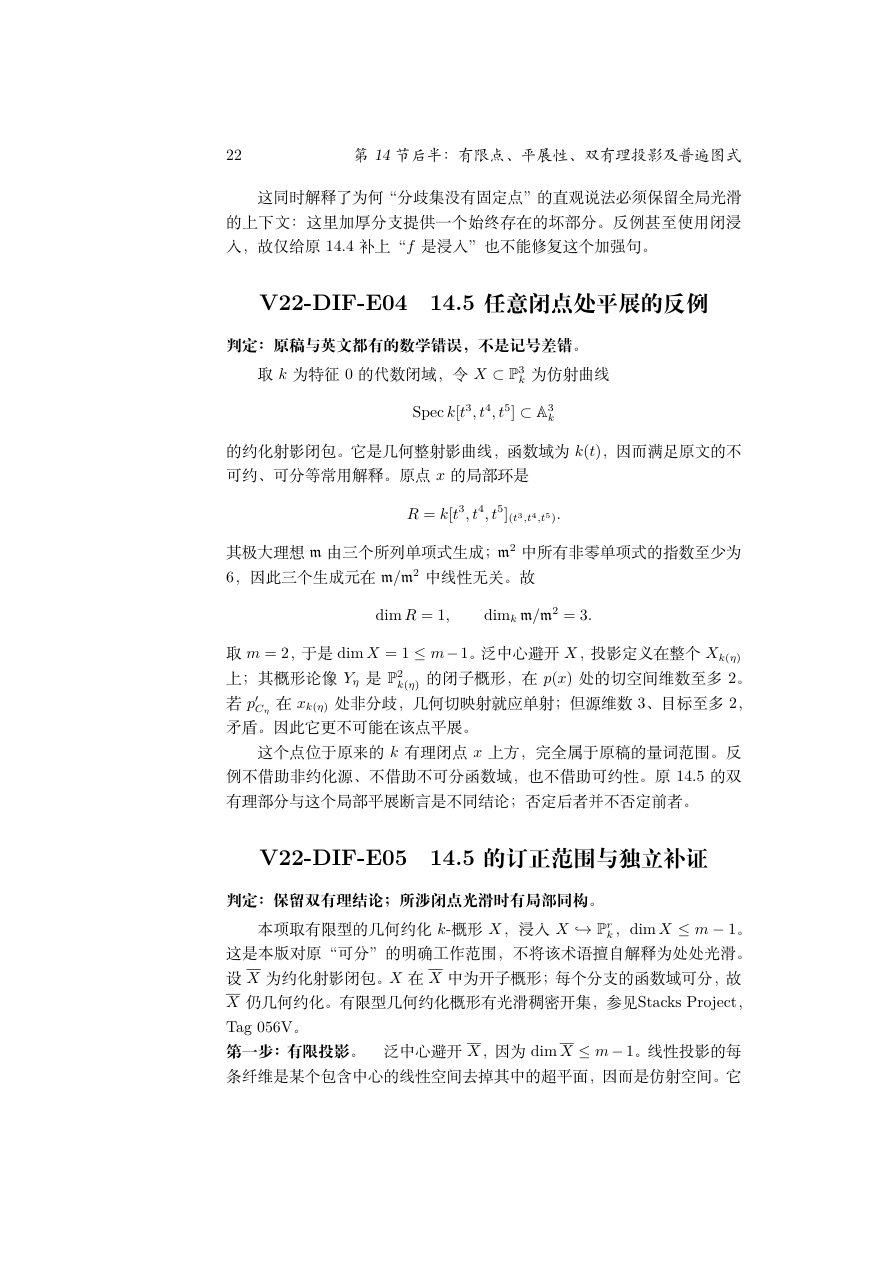 22 第 14 节后半：有限点、平展性、双有理投影及普遍图式
这同时解释了为何 “分歧集没有固定点” 的直观说法必须保留全局光滑
的上下文：这里加厚分支提供一个始终存在的坏部分。反例甚至使用闭浸
入，故仅给原 14.4 补上 “f 是浸入” 也不能修复这个加强句。
V22-DIF-E04 14.5 任意闭点处平展的反例
判定：原稿与英文都有的数学错误，不是记号差错。
取 k 为特征 0 的代数闭域，令 X ⊂ ℙ³ₖ 为仿射曲线
Spec k[t³, t⁴, t⁵] ⊂ 𝔸³ₖ
的约化射影闭包。它是几何整射影曲线，函数域为 k(t)，因而满足原文的不
可约、可分等常用解释。原点 x 的局部环是
R = k[t³, t⁴, t⁵]_{(t³,t⁴,t⁵)}.
其极大理想 𝔪 由三个所列单项式生成；𝔪² 中所有非零单项式的指数至少为
6，因此三个生成元在 𝔪/𝔪² 中线性无关。故
dim R = 1, dimₖ 𝔪/𝔪² = 3.
取 m = 2，于是 dim X = 1 ≤ m − 1。泛中心避开 X，投影定义在整个 X_{k(η)}
上；其概形论像 Y_η 是 ℙ²_{k(η)} 的闭子概形，在 p(x) 处的切空间维数至多 2。
若 p′_{C_η} 在 x_{k(η)} 处非分歧，几何切映射就应单射；但源维数 3、目标至多 2，
矛盾。因此它更不可能在该点平展。
这个点位于原来的 k 有理闭点 x 上方，完全属于原稿的量词范围。反
例不借助非约化源、不借助不可分函数域，也不借助可约性。原 14.5 的双
有理部分与这个局部平展断言是不同结论；否定后者并不否定前者。
V22-DIF-E05 14.5 的订正范围与独立补证
判定：保留双有理结论；所涉闭点光滑时有局部同构。
本项取有限型的几何约化 k-概形 X，浸入 X ↪ ℙʳₖ，dim X ≤ m − 1。
这是本版对原 “可分” 的明确工作范围，不将该术语擅自解释为处处光滑。
设 X̅ 为约化射影闭包。X 在 X̅ 中为开子概形；每个分支的函数域可分，故
X̅ 仍几何约化。有限型几何约化概形有光滑稠密开集，参见Stacks Project，
Tag 056V。
第一步：有限投影。 泛中心避开 X̅，因为 dim X̅ ≤ m − 1。线性投影的每
条纤维是某个包含中心的线性空间去掉其中的超平面，因而是仿射空间。它